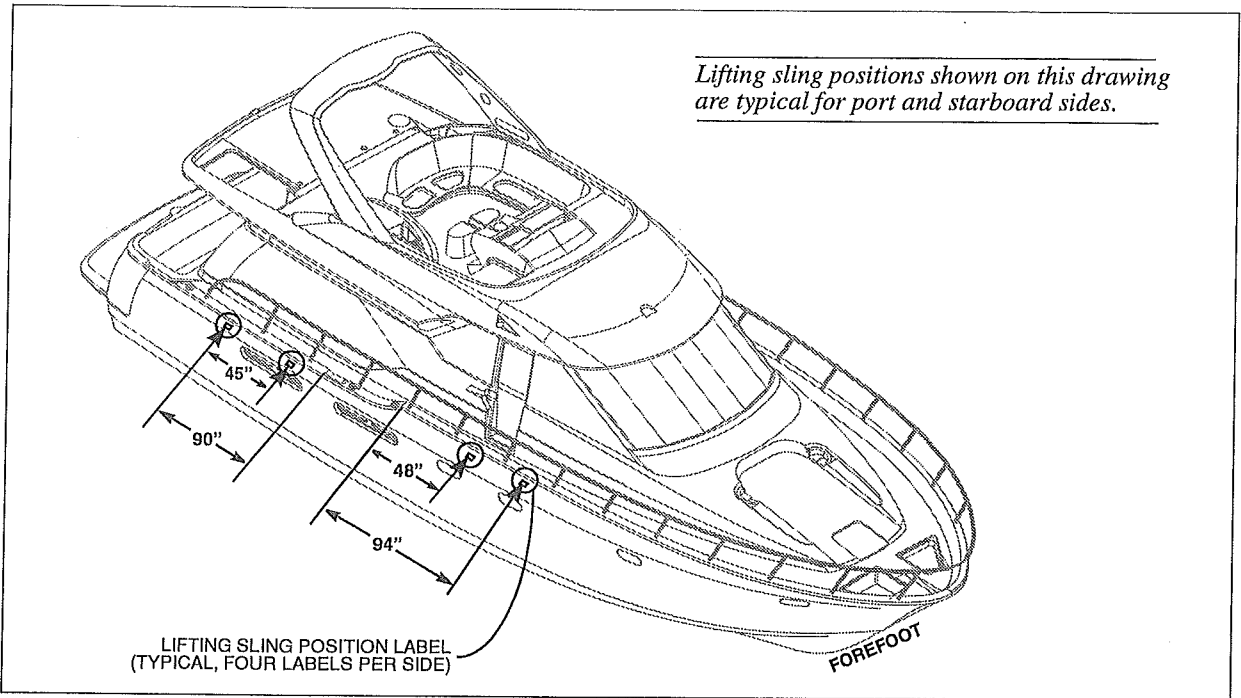 Lifting sling positions shown on this drawing
are typical for port and starboard sides.
45"
90"
48"
94"
LIFTING SLING POSITION LABEL
(TYPICAL, FOUR LABELS PER SIDE)
FOREFOOT